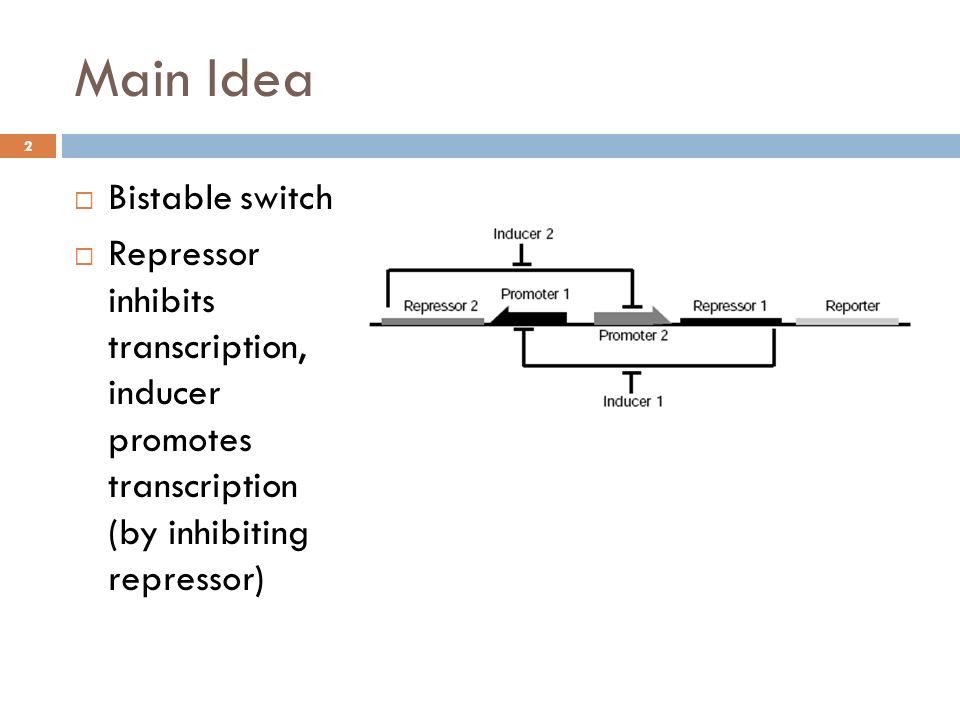 Main Idea
2
Bistable switch
Repressor
inhibits
transcription,
inducer
promotes
transcription
(by inhibiting
repressor)
Inducer 2
Repressor 2
Promoter 1
Promoter 2
Repressor 1
Reporter
Inducer 1